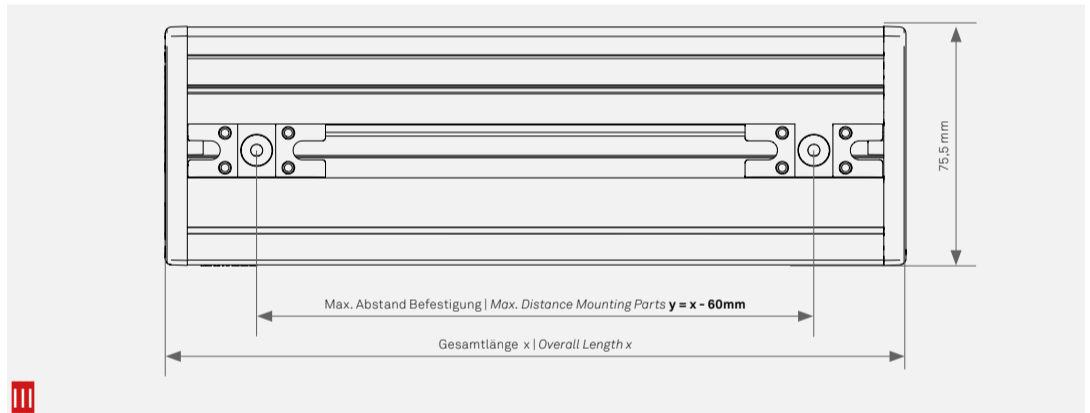 75,5 mm
Max. Abstand Befestigung | Max. Distance Mounting Parts y = x - 60mm
Gesamtlänge x | Overall Length x